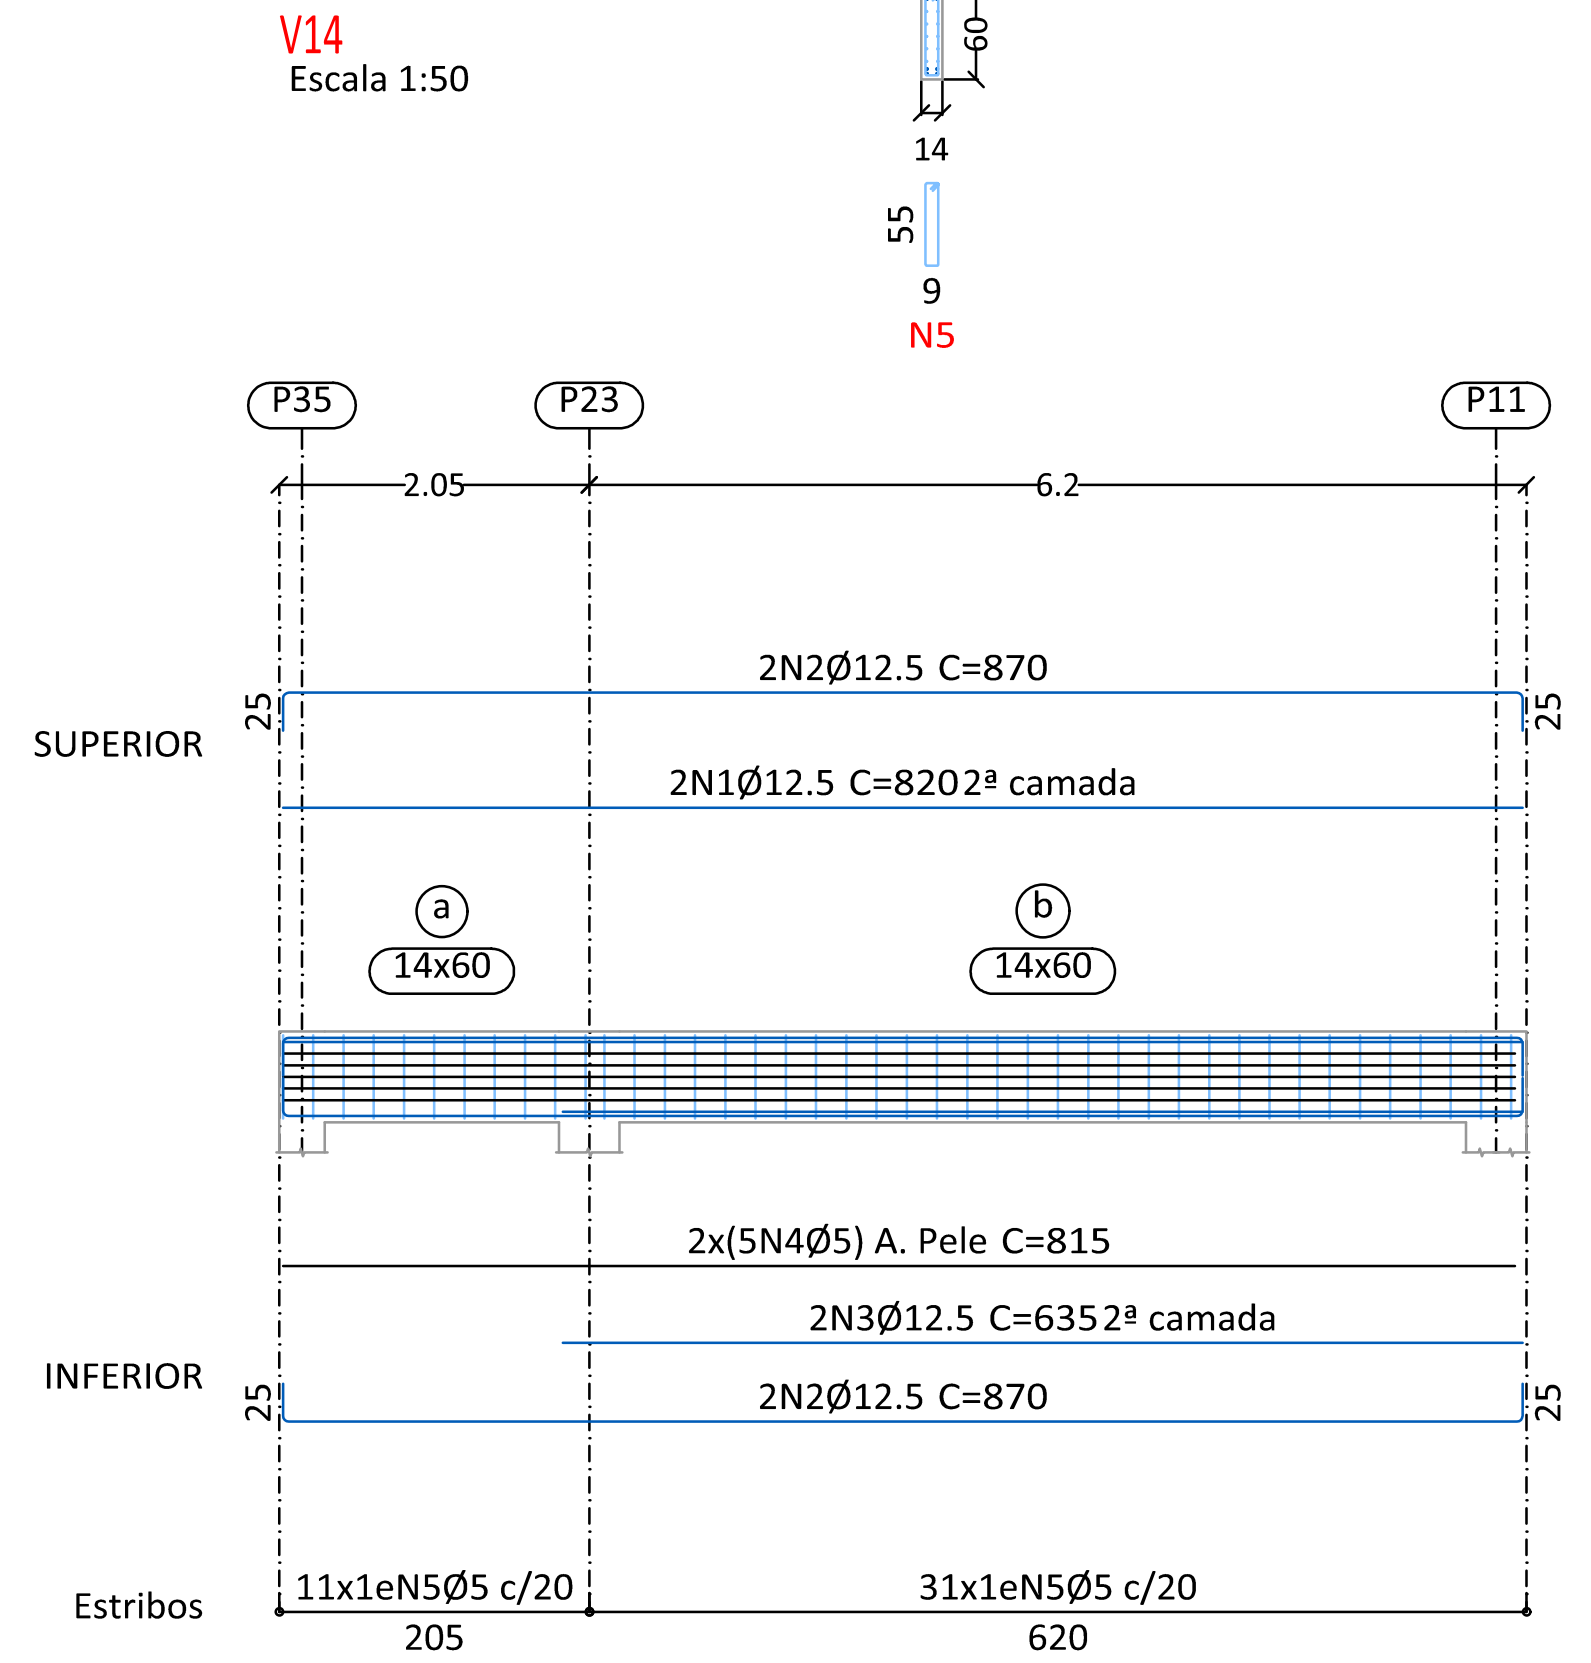 V14
Escala 1:50
60
14
55
9
N5
P35 P23 P11
2.05 6.2
2N2Ø12.5 C=870
25 25
SUPERIOR
2N1Ø12.5 C=820 2ª camada
a b
14x60 14x60
2x(5N4Ø5) A. Pele C=815
2N3Ø12.5 C=635 2ª camada
INFERIOR
2N2Ø12.5 C=870
25 25
11x1eN5Ø5 c/20 31x1eN5Ø5 c/20
Estribos
205 620